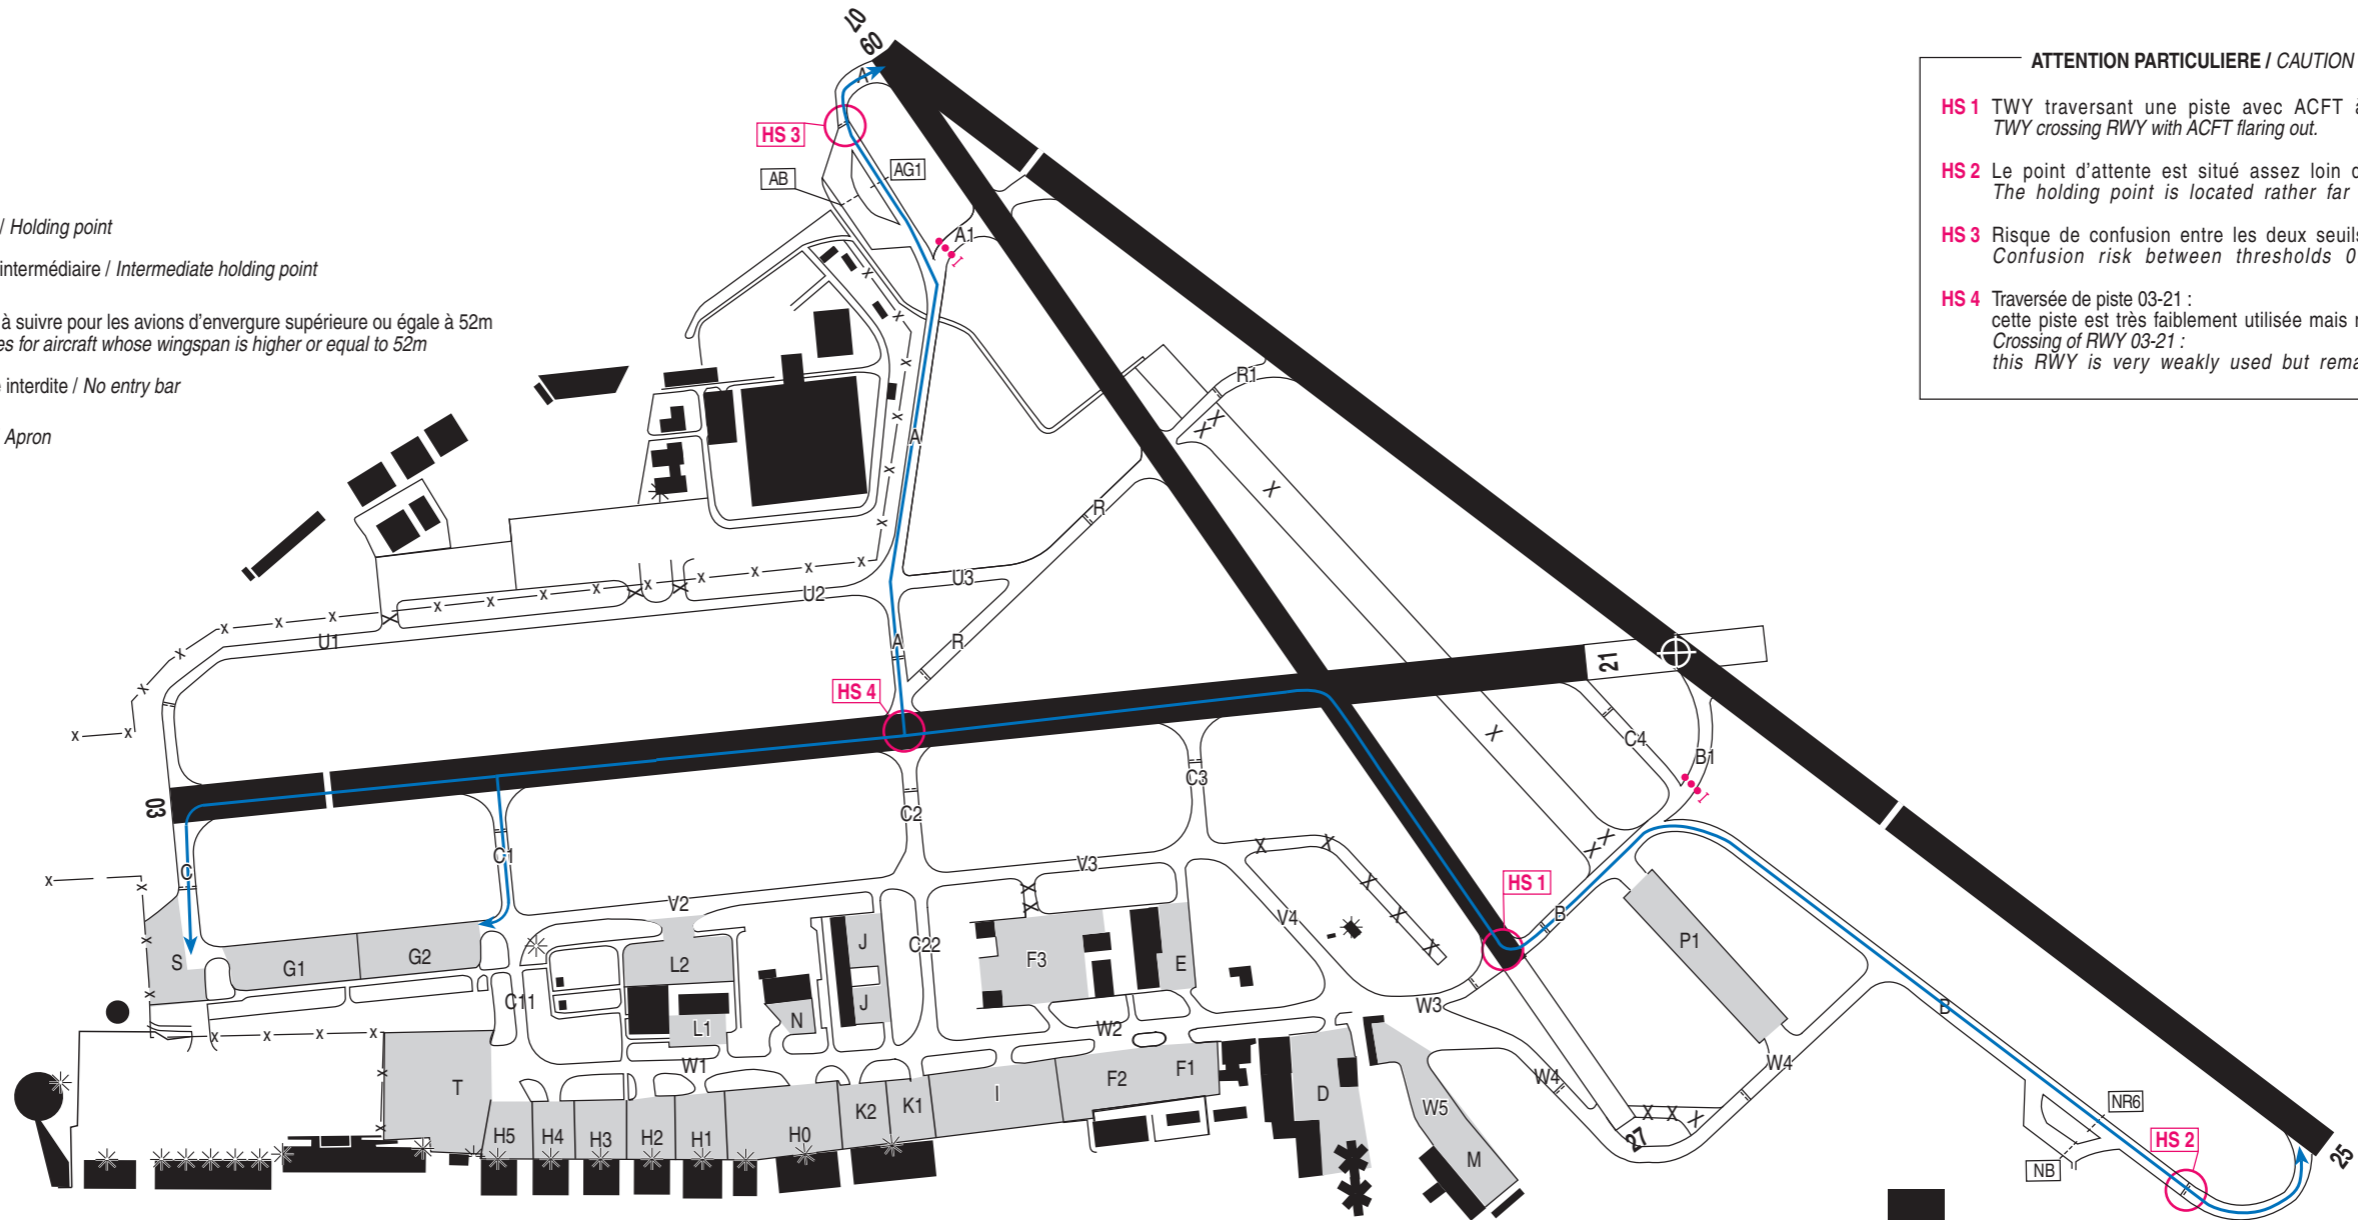 07
09
ATTENTION PARTICULIERE / CAUTION
HS 1 TWY traversant une piste avec ACFT
TWY crossing RWY with ACFT flaring out.
HS 2 Le point d'attente est situé assez loin
The holding point is located rather far
HS 3 Risque de confusion entre les deux seuils
Confusion risk between thresholds 0
HS 4 Traversée de piste 03-21 :
cette piste est très faiblement utilisée mais
Crossing of RWY 03-21 :
this RWY is very weakly used but
/ Holding point
intermédiaire / Intermediate holding point
à suivre pour les avions d'envergure supérieure ou égale à 52m
es for aircraft whose wingspan is higher or equal to 52m
interdite / No entry bar
Apron
A
HS 3
AB
AG1
A1
I
R1
A
R
U3
U2
U1
A
R
21
HS 4
C4
B1
I
03
C
C1
C2
C3
V3
V2
V4
HS 1
B
P1
S
G1
G2
L2
J
C22
F3
E
C11
L1
N
J
W3
W2
W1
B
T
F2
F1
I
K2
K1
D
W5
W4
W4
H5
H4
H3
H2
H1
H0
M
27
NR6
NB
HS 2
25